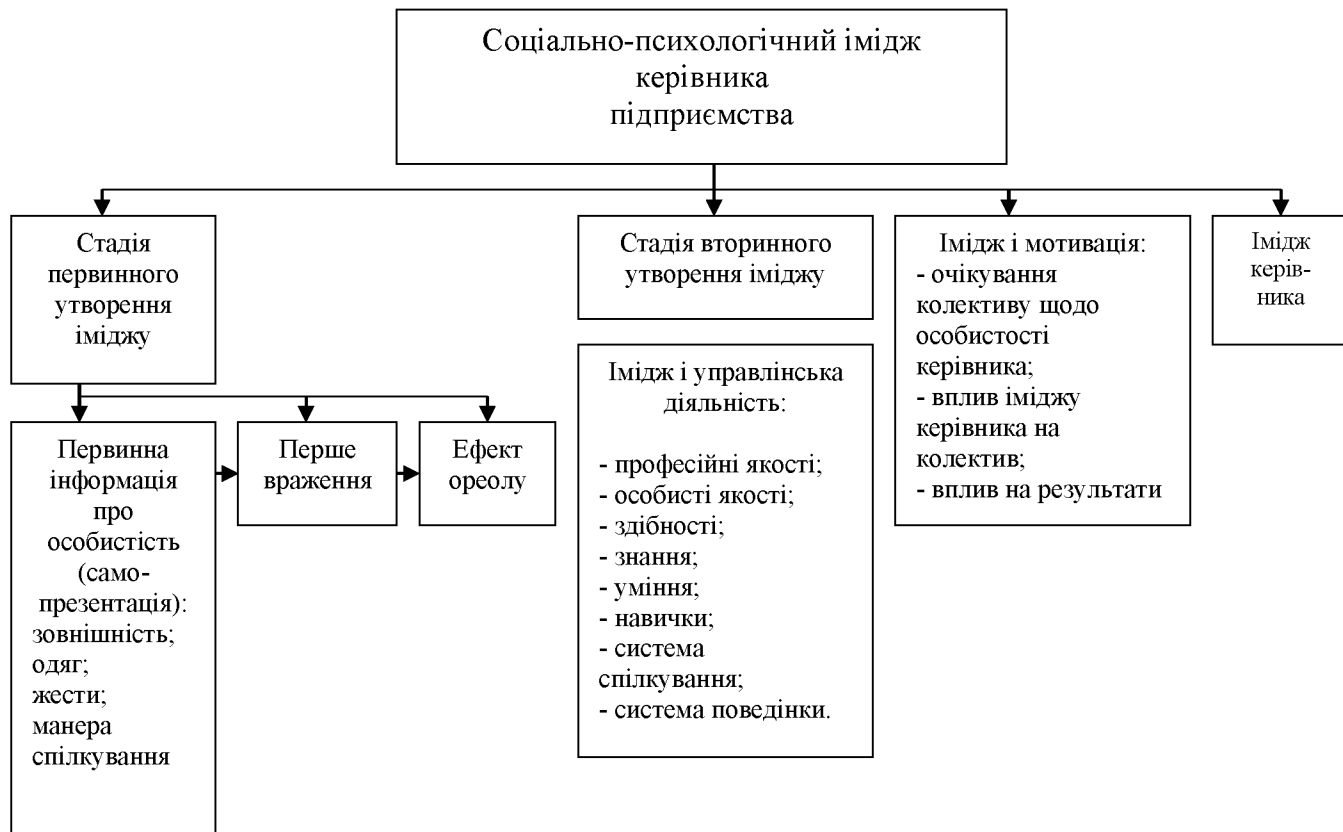 Соціально-психологічний імідж
керівника
підприємства
Стадія
первинного
утворення
іміджу
Стадія вторинного
утворення іміджу
Імідж і мотивація:
- очікування
колективу щодо
особистості
керівника;
- вплив іміджу
керівника на
колектив;
- вплив на результати
Імідж
керів-
ника
Первинна
інформація
про
особистість
(само-
презентація):
зовнішність;
одяг;
жести;
манера
спілкування
Перше
враження
Ефект
ореолу
Імідж і управлінська
діяльність:
- професійні якості;
- особисті якості;
- здібності;
- знання;
- уміння;
- навички;
- система
спілкування;
- система поведінки.